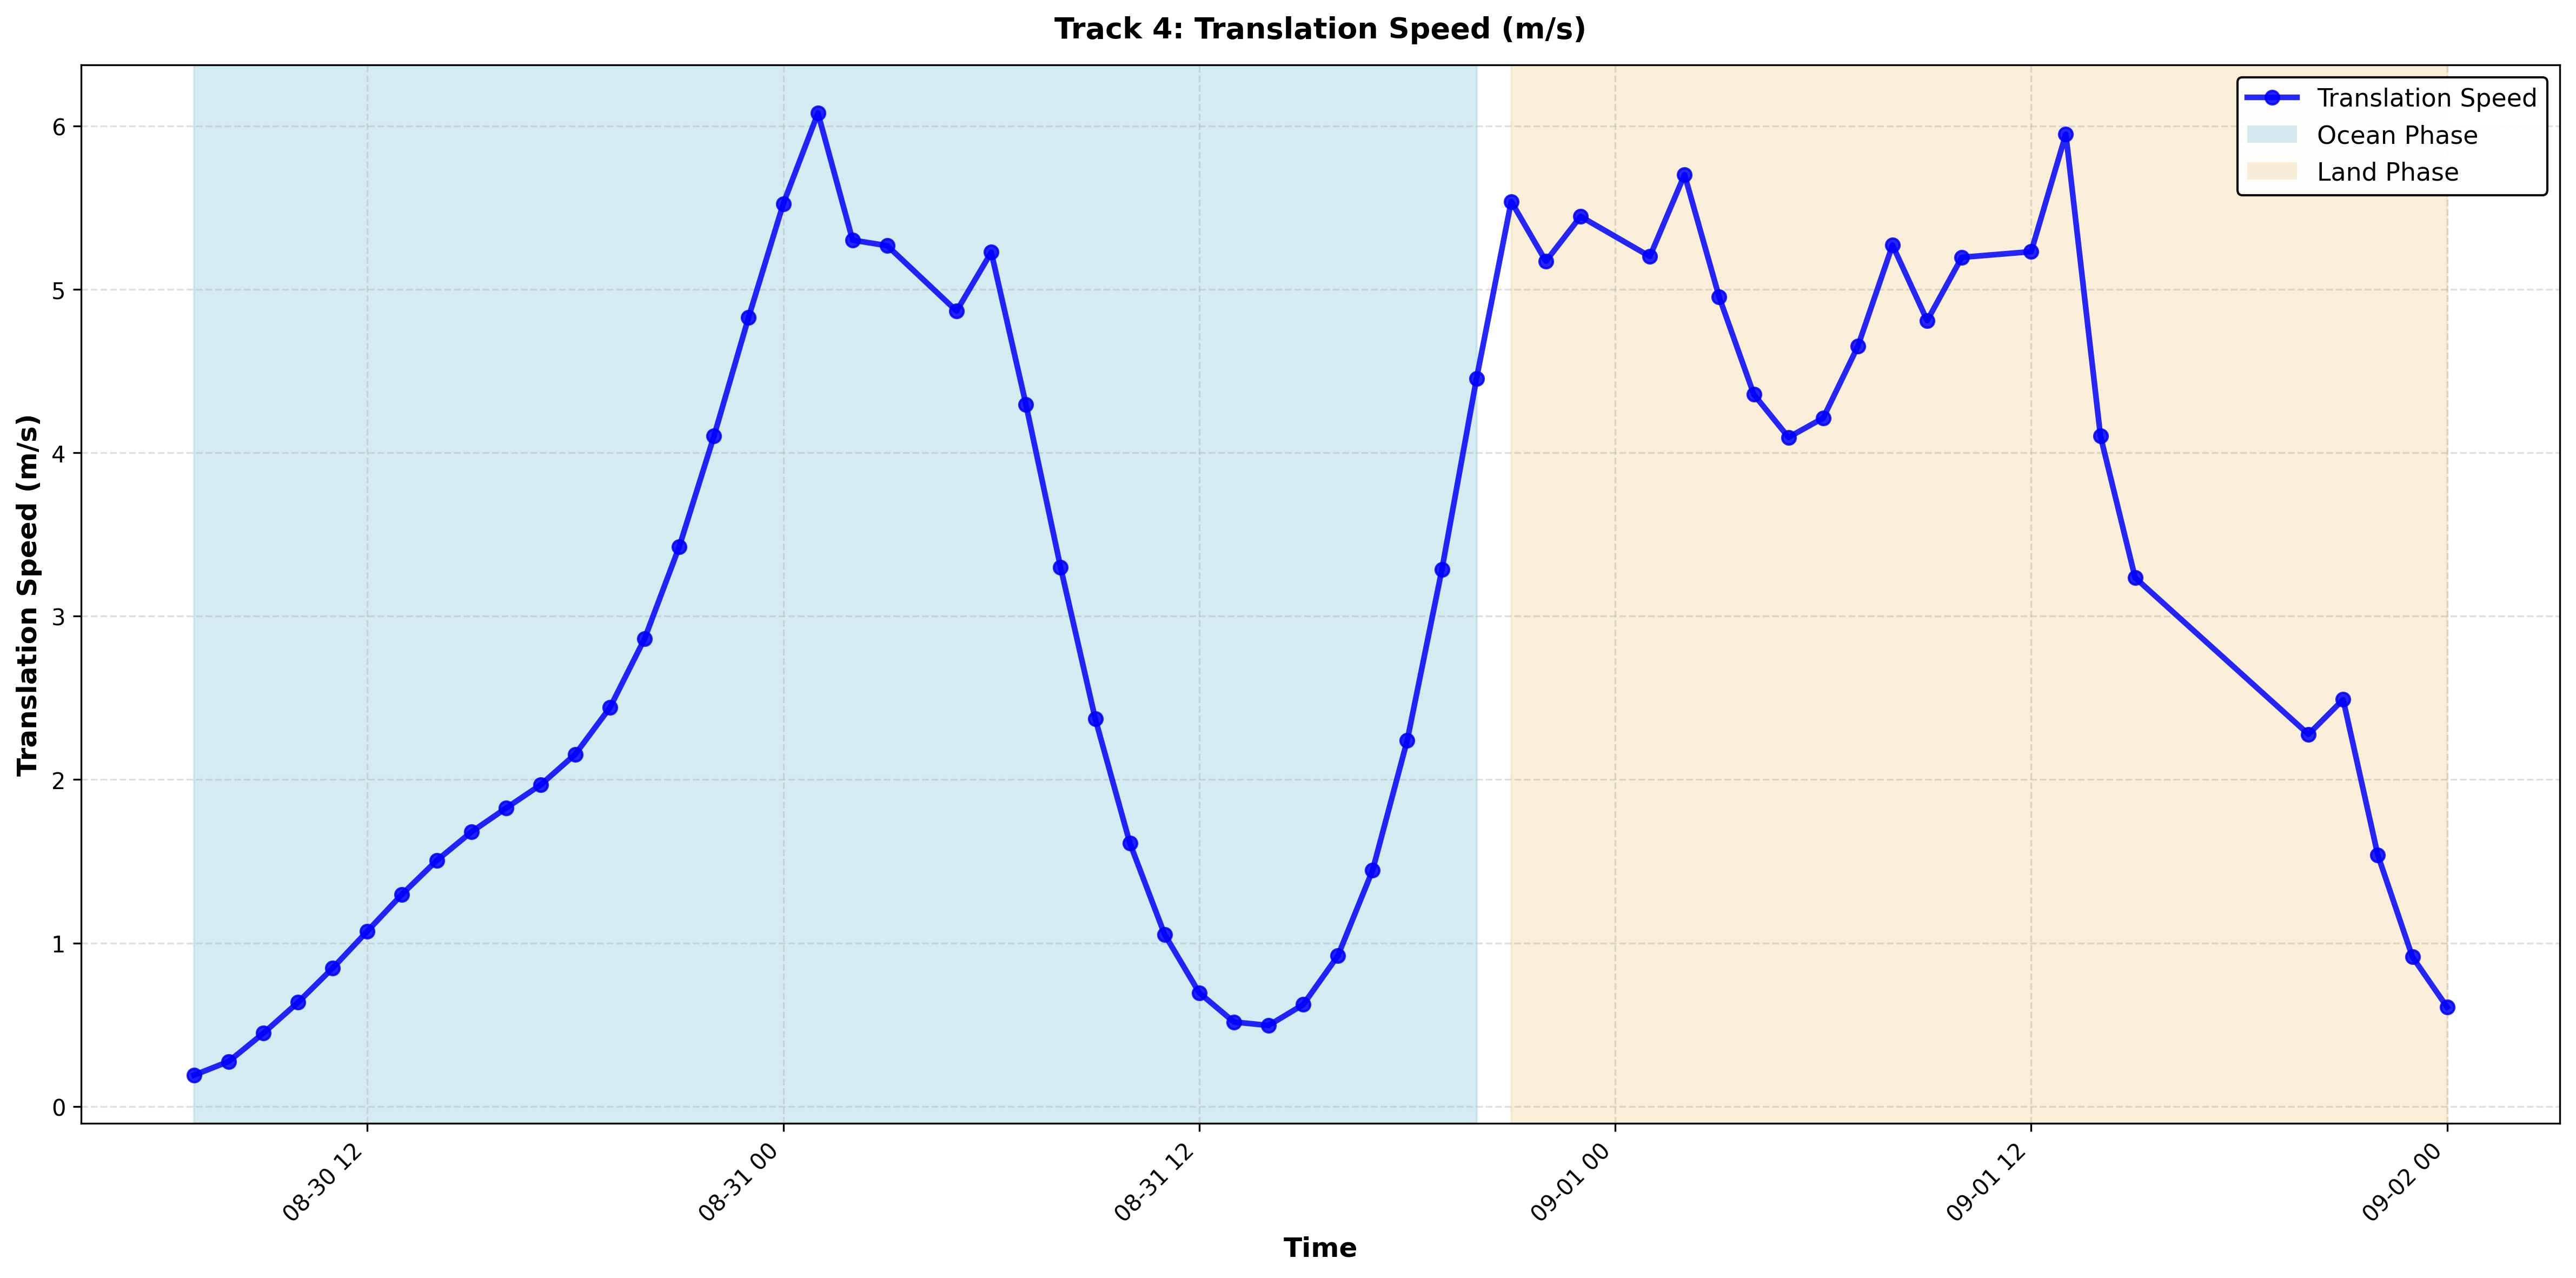 Track 4: Translation Speed (m/s)
Translation Speed
Ocean Phase
Land Phase
Translation Speed (m/s)
6
5
4
3
2
1
0
08-30 12
08-31 00
08-31 12
09-01 00
09-01 12
09-02 00
Time